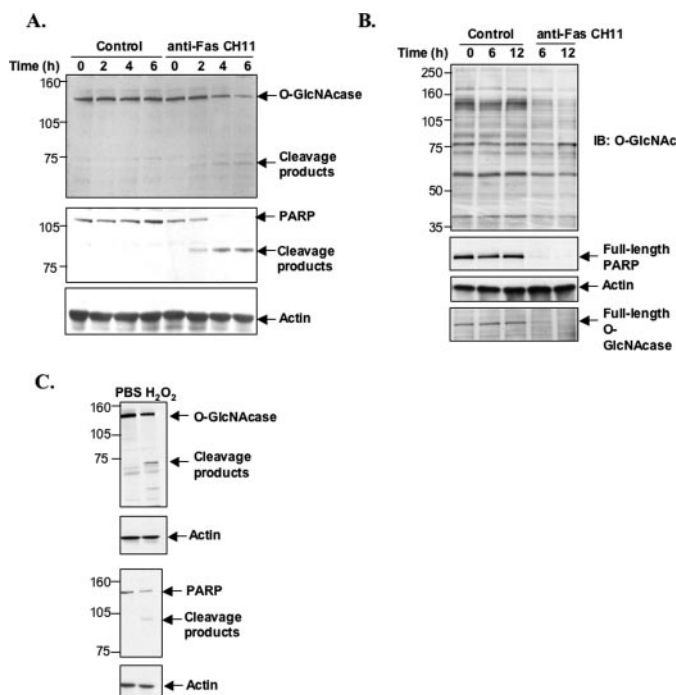 A.
Control anti-Fas CH11
Time (h) 0 2 4 6 0 2 4 6
160
O-GlcNAcase
105
75
Cleavage
products
105
PARP
Cleavage
products
75
Actin
B.
Control anti-Fas CH11
Time (h) 0 6 12 6 12
250
160
105
75
IB: O-GlcNAc
50
35
Full-length
PARP
Actin
Full-length
O-
GlcNAcase
C.
PBS H2O2
160
O-GlcNAcase
105
75
Cleavage
products
Actin
160
PARP
105
Cleavage
products
75
Actin